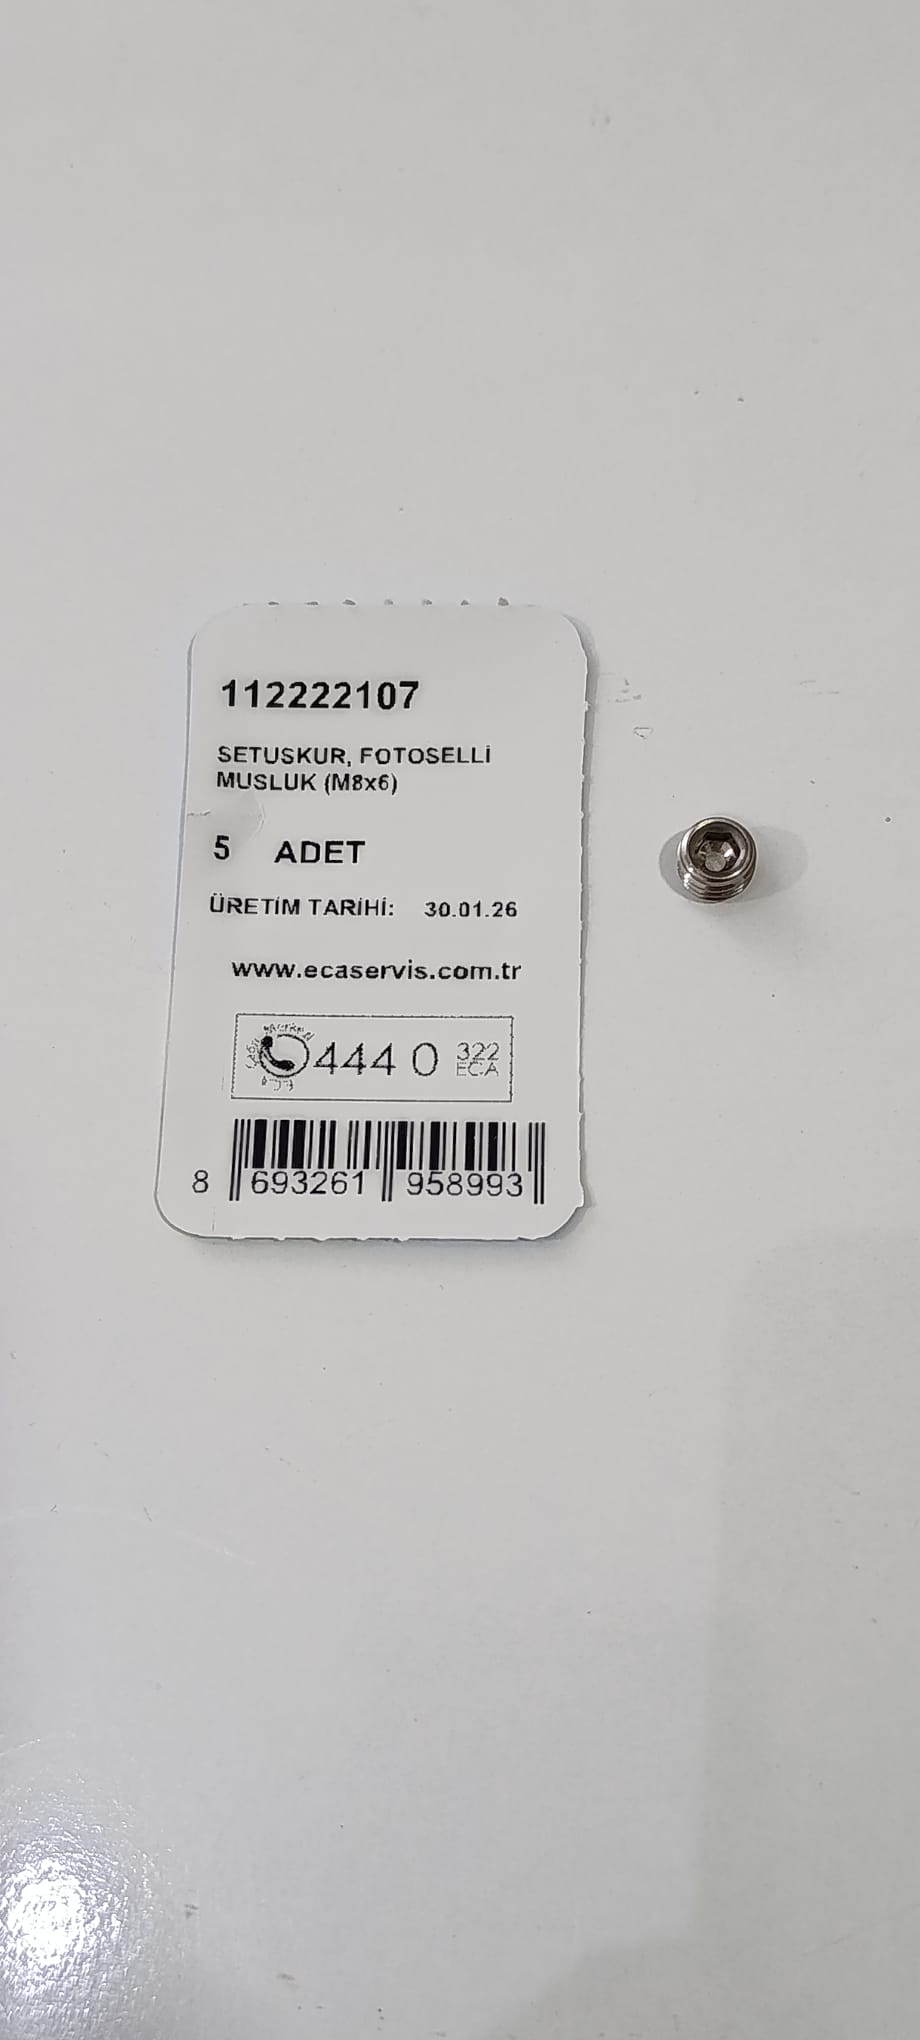 112222107
SETUSKUR, FOTOSELLİ
MUSLUK (M8x6)
5 ADET
ÜRETİM TARİHİ: 30.01.26
www.ecaservis.com.tr
444 0 322
ECA
8 693261 958993